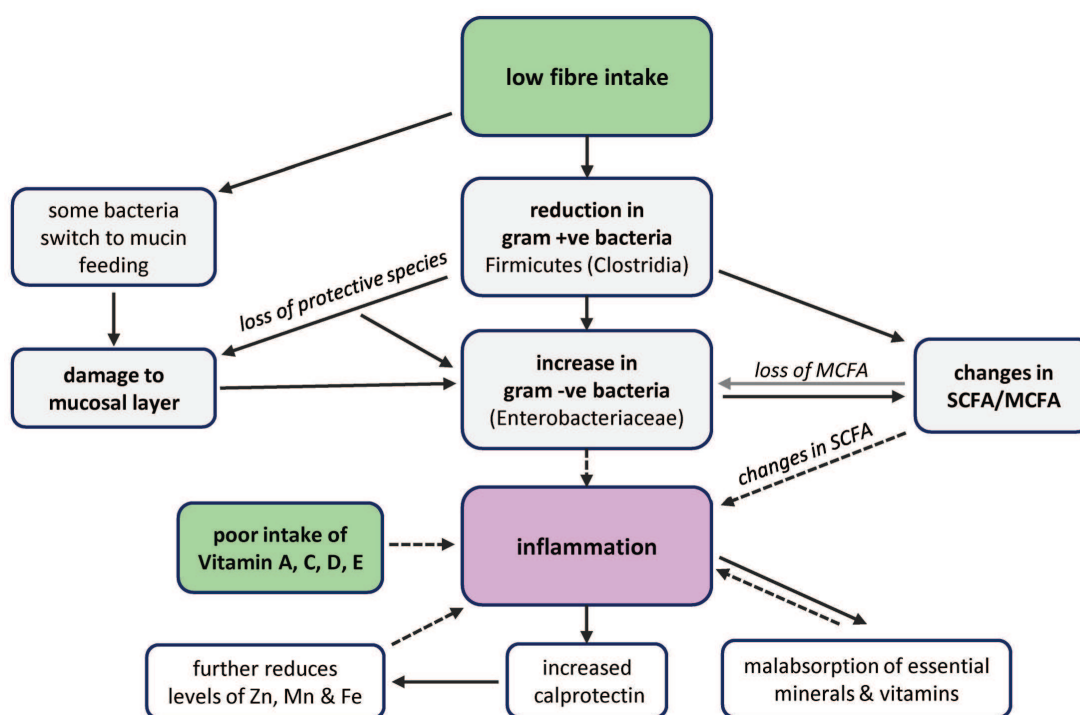 low fibre intake
some bacteria
switch to mucin
feeding
reduction in
gram +ve bacteria
Firmicutes (Clostridia)
loss of protective species
damage to
mucosal layer
increase in
gram -ve bacteria
(Enterobacteriaceae)
loss of MCFA
changes in
SCFA/MCFA
changes in SCFA
poor intake of
Vitamin A, C, D, E
inflammation
further reduces
levels of Zn, Mn & Fe
increased
calprotectin
malabsorption of essential
minerals & vitamins